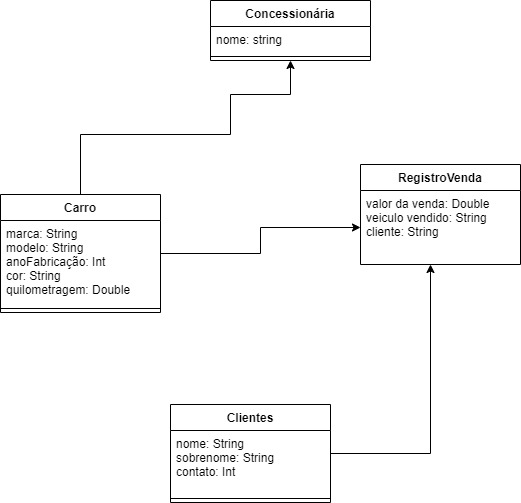 Concessionária
nome: string
RegistroVenda
valor da venda: Double
veiculo vendido: String
cliente: String
Carro
marca: String
modelo: String
anoFabricação: Int
cor: String
quilometragem: Double
Clientes
nome: String
sobrenome: String
contato: Int